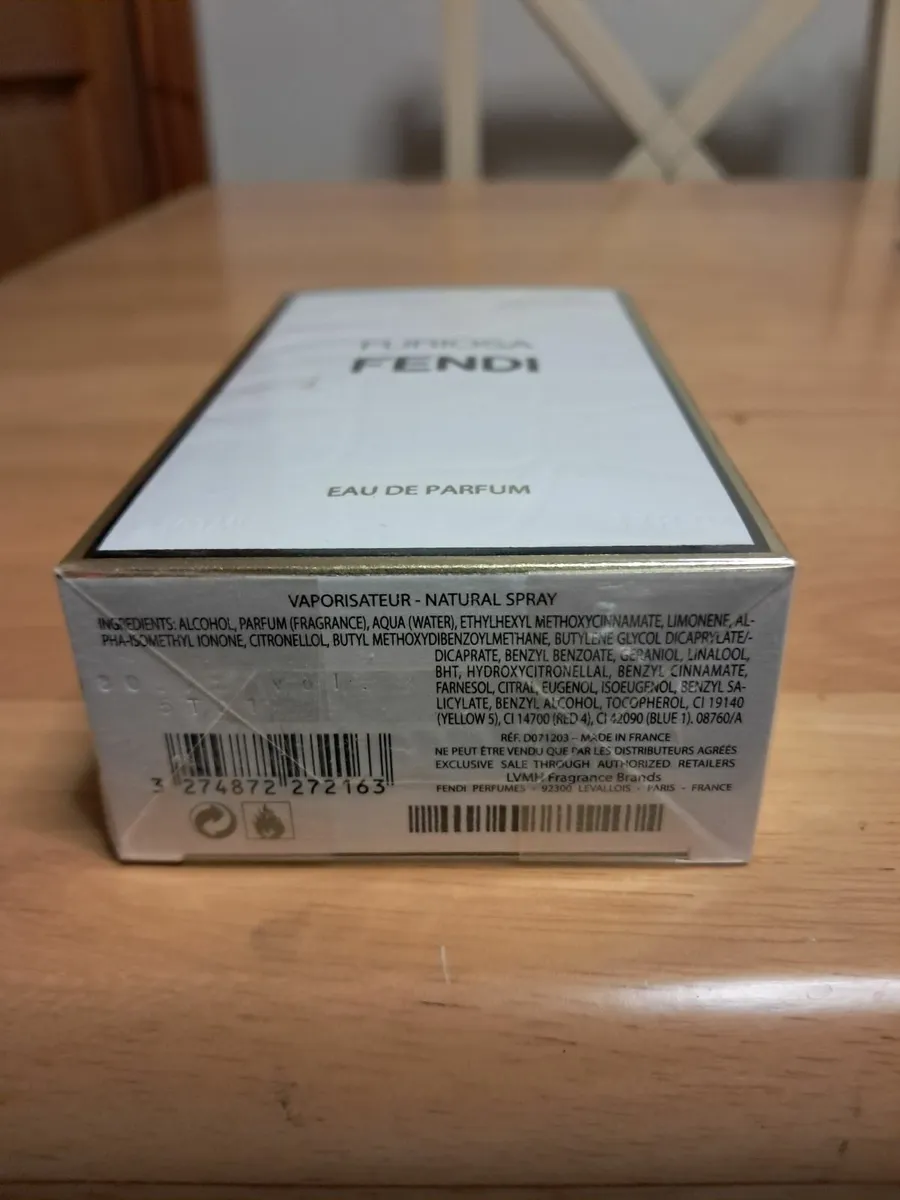 FURIOSA
FENDI
EAU DE PARFUM
VAPORISATEUR - NATURAL SPRAY
INGREDIENTS: ALCOHOL, PARFUM (FRAGRANCE), AQUA (WATER), ETHYLHEXYL METHOXYCINNAMATE, LIMONENE, AL-
PHA-ISOMETHYL IONONE, CITRONELLOL, BUTYL METHOXYDIBENZOYLMETHANE, BUTYLENE GLYCOL DICAPRYLATE/-
DICAPRATE, BENZYL BENZOATE, GERANIOL, LINALOOL,
BHT, HYDROXYCITRONELLAL, BENZYL CINNAMATE,
FARNESOL, CITRAL, EUGENOL, ISOEUGENOL, BENZYL SA-
LICYLATE, BENZYL ALCOHOL, TOCOPHEROL, CI 19140
(YELLOW 5), CI 14700 (RED 4), CI 42090 (BLUE 1). 08760/A
RÉF. D071203 - MADE IN FRANCE
NE PEUT ÊTRE VENDU QUE PAR LES DISTRIBUTEURS AGRÉÉS
EXCLUSIVE SALE THROUGH AUTHORIZED RETAILERS
LVMH Fragrance Brands
FENDI PERFUMES - 92300 LEVALLOIS - PARIS - FRANCE
3 274872 272163